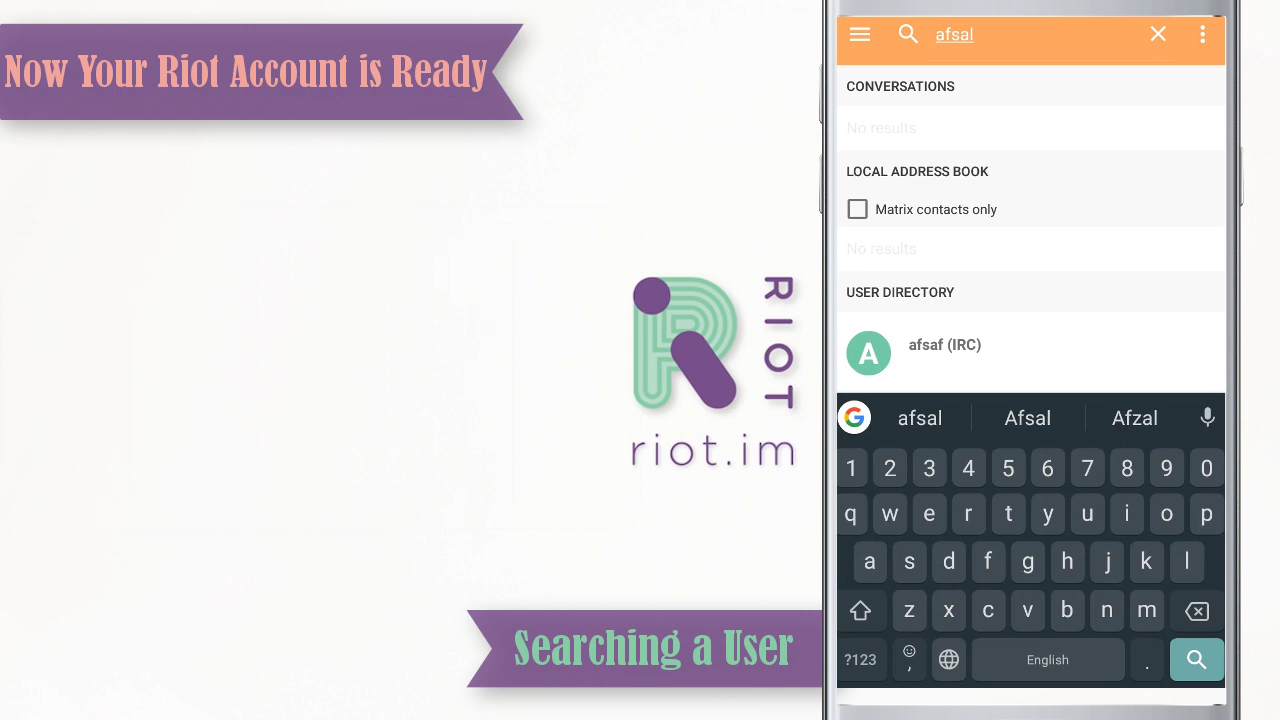 Now Your Riot Account is Ready
afsal
CONVERSATIONS
No results
LOCAL ADDRESS BOOK
Matrix contacts only
No results
USER DIRECTORY
A afsaf (IRC)
RIOT
riot.im
G afsal Afsal Afzal
1 2 3 4 5 6 7 8 9 0
q w e r t y u i o p
a s d f g h j k l
z x c v b n m
?123 , English .
Searching a User